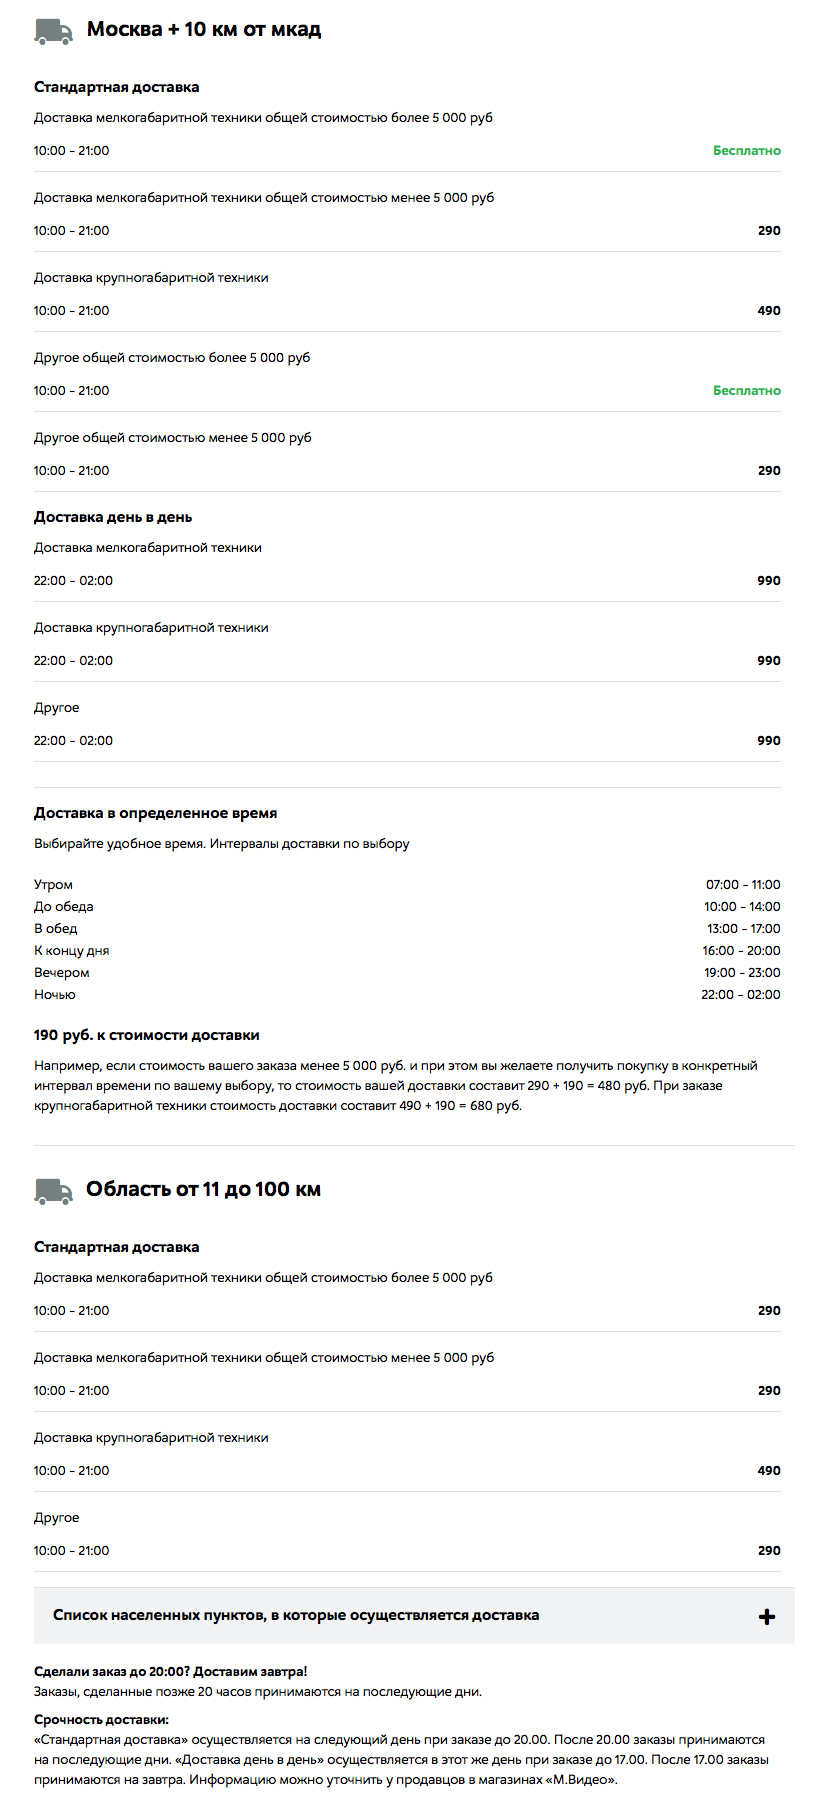 Москва + 10 км от мкад
Стандартная доставка
Доставка мелкогабаритной техники общей стоимостью более 5 000 руб
10:00 - 21:00 Бесплатно
Доставка мелкогабаритной техники общей стоимостью менее 5 000 руб
10:00 - 21:00 290
Доставка крупногабаритной техники
10:00 - 21:00 490
Другое общей стоимостью более 5 000 руб
10:00 - 21:00 Бесплатно
Другое общей стоимостью менее 5 000 руб
10:00 - 21:00 290
Доставка день в день
Доставка мелкогабаритной техники
22:00 - 02:00 990
Доставка крупногабаритной техники
22:00 - 02:00 990
Другое
22:00 - 02:00 990
Доставка в определенное время
Выбирайте удобное время. Интервалы доставки по выбору
Утром 07:00 - 11:00
До обеда 10:00 - 14:00
В обед 13:00 - 17:00
К концу дня 16:00 - 20:00
Вечером 19:00 - 23:00
Ночью 22:00 - 02:00
190 руб. к стоимости доставки
Например, если стоимость вашего заказа менее 5 000 руб. и при этом вы желаете получить покупку в конкретный
интервал времени по вашему выбору, то стоимость вашей доставки составит 290 + 190 = 480 руб. При заказе
крупногабаритной техники стоимость доставки составит 490 + 190 = 680 руб.
Область от 11 до 100 км
Стандартная доставка
Доставка мелкогабаритной техники общей стоимостью более 5 000 руб
10:00 - 21:00 290
Доставка мелкогабаритной техники общей стоимостью менее 5 000 руб
10:00 - 21:00 290
Доставка крупногабаритной техники
10:00 - 21:00 490
Другое
10:00 - 21:00 290
Список населенных пунктов, в которые осуществляется доставка
Сделали заказ до 20:00? Доставим завтра!
Заказы, сделанные позже 20 часов принимаются на последующие дни.
Срочность доставки:
«Стандартная доставка» осуществляется на следующий день при заказе до 20.00. После 20.00 заказы принимаются
на последующие дни. «Доставка день в день» осуществляется в этот же день при заказе до 17.00. После 17.00 заказы
принимаются на завтра. Информацию можно уточнить у продавцов в магазинах «М.Видео».